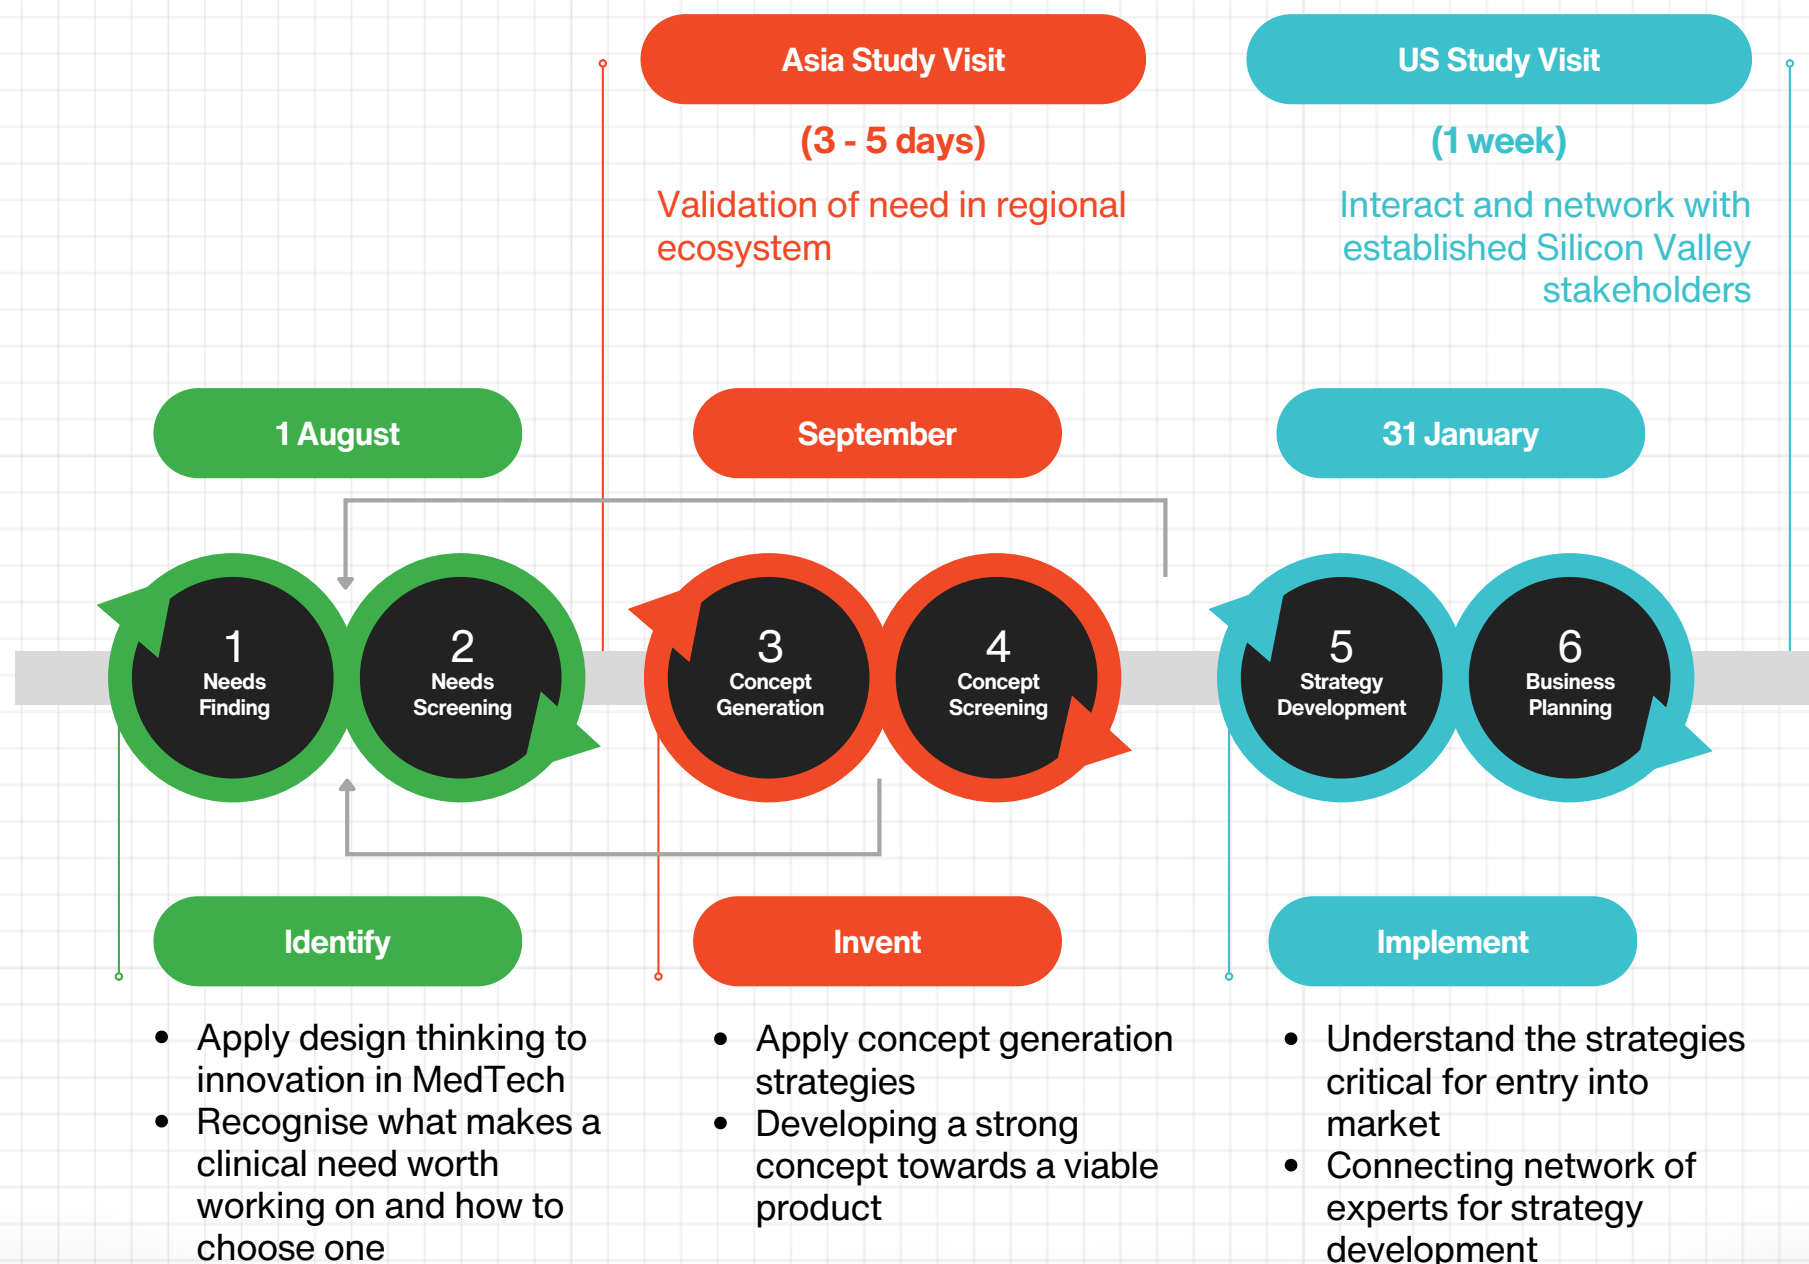 Asia Study Visit
(3 - 5 days)
Validation of need in regional
ecosystem
US Study Visit
(1 week)
Interact and network with
established Silicon Valley
stakeholders
1 August
September
31 January
1
Needs
Finding
2
Needs
Screening
3
Concept
Generation
4
Concept
Screening
5
Strategy
Development
6
Business
Planning
Identify
• Apply design thinking to
innovation in MedTech
• Recognise what makes a
clinical need worth
working on and how to
choose one
Invent
• Apply concept generation
strategies
• Developing a strong
concept towards a viable
product
Implement
• Understand the strategies
critical for entry into
market
• Connecting network of
experts for strategy
development